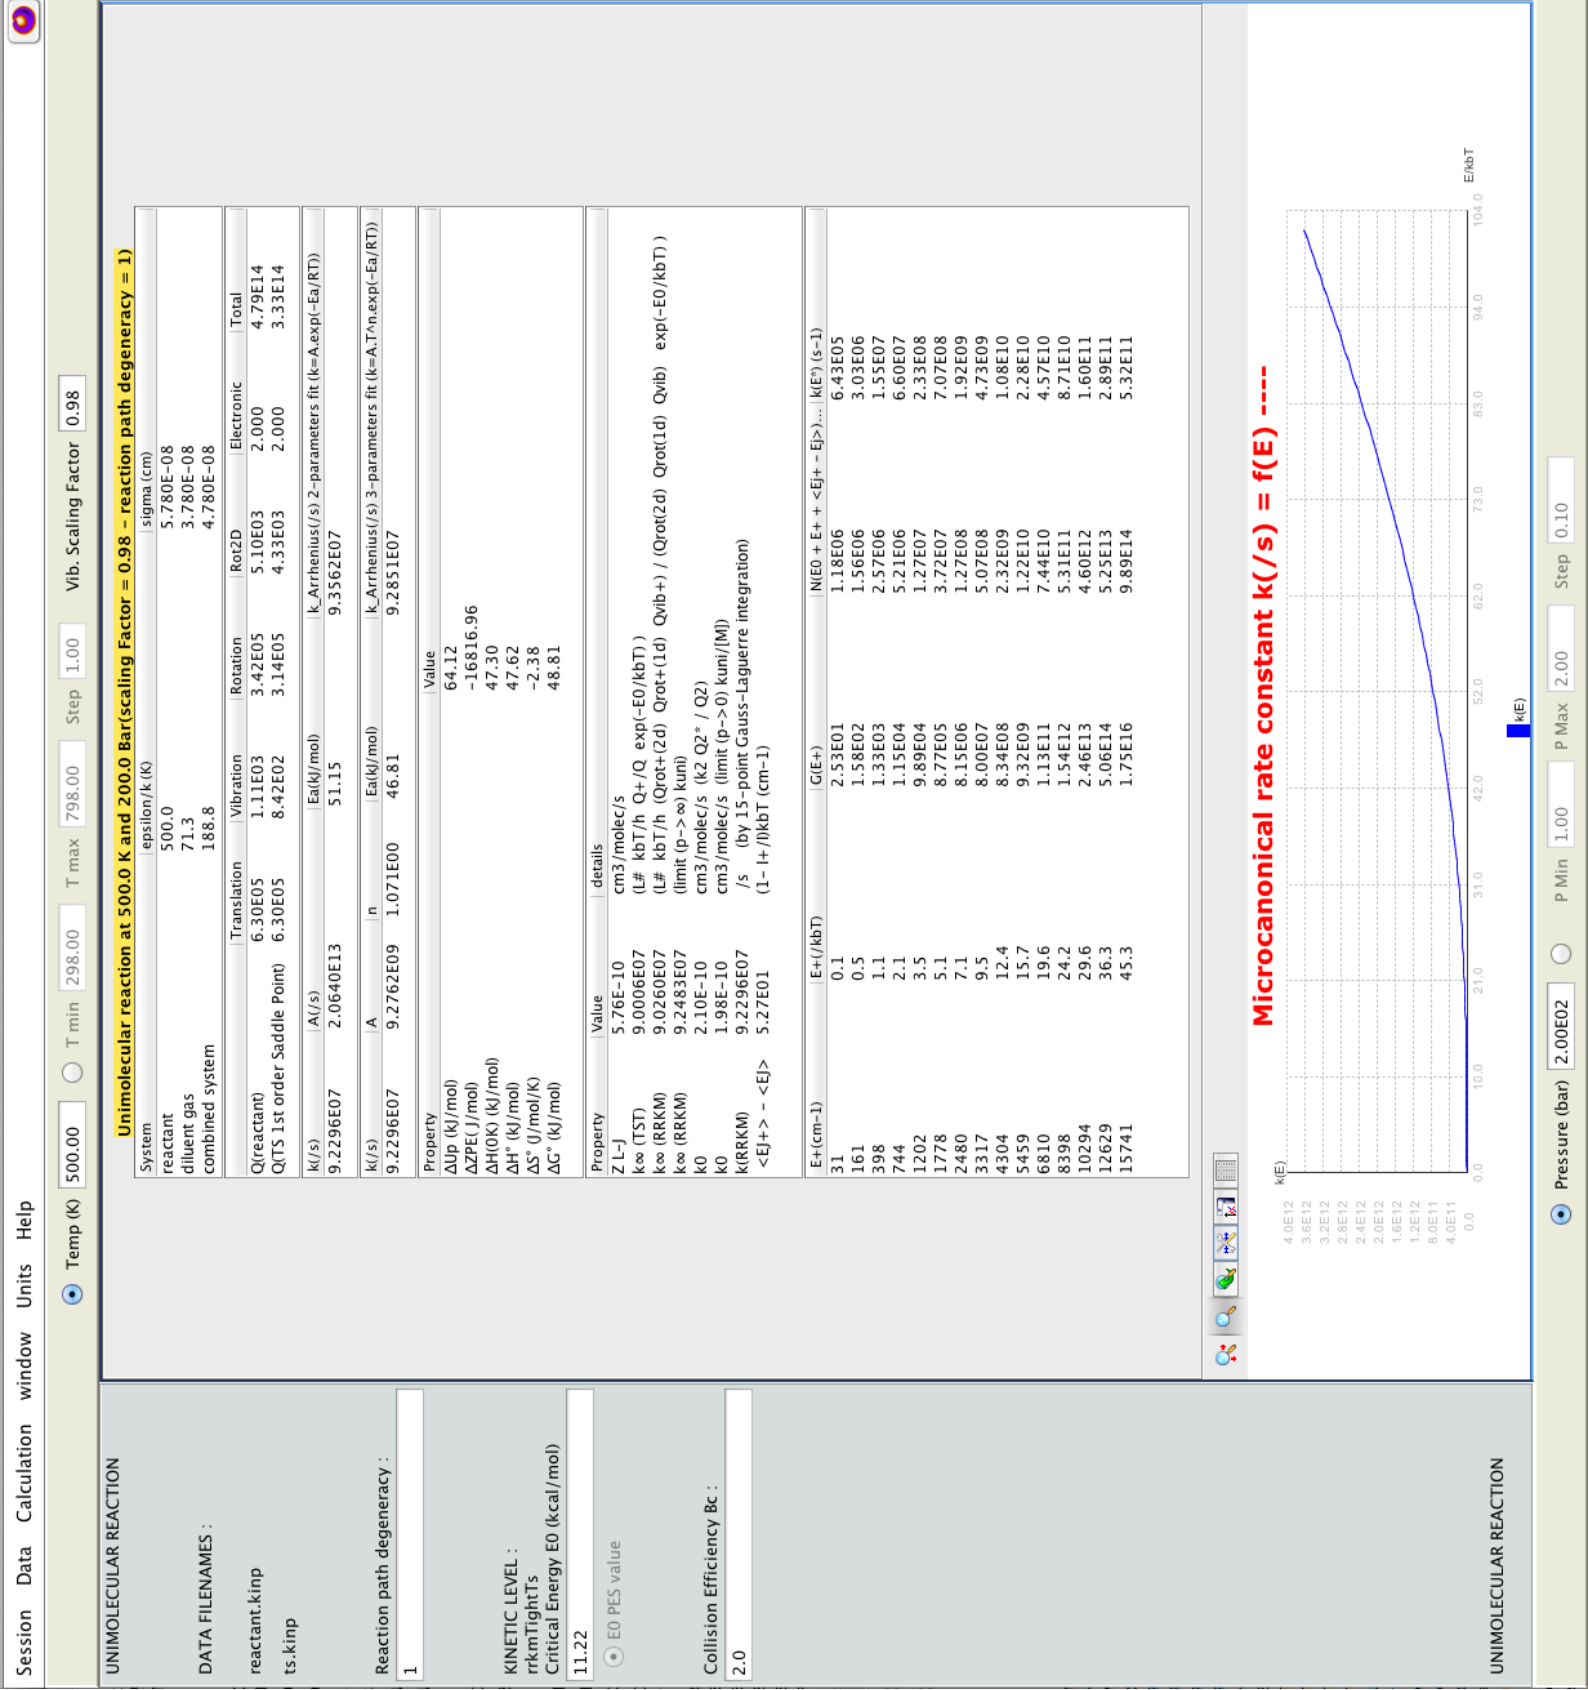 Session Data Calculation window Units Help
Temp (K) 500.00 T min 298.00 T max 798.00 Step 1.00 Vib. Scaling Factor 0.98
UNIMOLECULAR REACTION
DATA FILENAMES :
reactant.kinp
ts.kinp
Reaction path degeneracy :
1
KINETIC LEVEL :
rrkmTightTs
Critical Energy E0 (kcal/mol)
11.22
E0 PES value
Collision Efficiency Bc :
2.0
UNIMOLECULAR REACTION
Unimolecular reaction at 500.0 K and 200.0 Bar(scaling Factor = 0.98 - reaction path degeneracy = 1)
System epsilon/k (K) sigma (cm)
reactant 500.0 5.780E-08
diluent gas 71.3 3.780E-08
combined system 188.8 4.780E-08
Translation Vibration Rotation Rot2D Electronic Total
Q(reactant) 6.30E05 1.11E03 3.42E05 5.10E03 2.000 4.79E14
Q(TS 1st order Saddle Point) 6.30E05 8.42E02 3.14E05 4.33E03 2.000 3.33E14
k(/s) A(/s) Ea(kJ/mol) k_Arrhenius(/s) 2-parameters fit (k=A.exp(-Ea/RT))
9.2296E07 2.0640E13 51.15 9.3562E07
k(/s) A n Ea(kJ/mol) k_Arrhenius(/s) 3-parameters fit (k=A.T^n.exp(-Ea/RT))
9.2296E07 9.2762E09 1.071E00 46.81 9.2851E07
Property Value
ΔUp (kJ/mol) 64.12
ΔZPE( J/mol) -16816.96
ΔH(0K) (kJ/mol) 47.30
ΔH° (kJ/mol) 47.62
ΔS° (J/mol/K) -2.38
ΔG° (kJ/mol) 48.81
Property Value details
Z L-J 5.76E-10 cm3/molec/s
k∞ (TST) 9.0006E07 (L# kbT/h Q+/Q exp(-E0/kbT) )
k∞ (RRKM) 9.0260E07 (L# kbT/h (Qrot+(2d) Qrot+(1d) Qvib+) / (Qrot(2d) Qrot(1d) Qvib) exp(-E0/kbT) )
k∞ (RRKM) 9.2483E07 (limit (p->∞) kuni)
k0 2.10E-10 cm3/molec/s (k2 Q2* / Q2)
k0 1.98E-10 cm3/molec/s (limit (p->0) kuni/[M])
k(RRKM) 9.2296E07 /s (by 15-point Gauss-Laguerre integration)
<EJ+> - <EJ> 5.27E01 (1- I+/I)kbT (cm-1)
E+(cm-1) E+(/kbT) G(E+) N(E0 + E+ + <Ej+ - Ej>)... k(E*) (s-1)
31 0.1 2.53E01 1.18E06 6.43E05
161 0.5 1.58E02 1.56E06 3.03E06
398 1.1 1.33E03 2.57E06 1.55E07
744 2.1 1.15E04 5.21E06 6.60E07
1202 3.5 9.89E04 1.27E07 2.33E08
1778 5.1 8.77E05 3.72E07 7.07E08
2480 7.1 8.15E06 1.27E08 1.92E09
3317 9.5 8.00E07 5.07E08 4.73E09
4304 12.4 8.34E08 2.32E09 1.08E10
5459 15.7 9.32E09 1.22E10 2.28E10
6810 19.6 1.13E11 7.44E10 4.57E10
8398 24.2 1.54E12 5.31E11 8.71E10
10294 29.6 2.46E13 4.60E12 1.60E11
12629 36.3 5.06E14 5.25E13 2.89E11
15741 45.3 1.75E16 9.89E14 5.32E11
Microcanonical rate constant k(/s) = f(E) ----
k(E)
4.0E12
3.6E12
3.2E12
2.8E12
2.4E12
2.0E12
1.6E12
1.2E12
8.0E11
4.0E11
0.0
0.0 10.0 21.0 31.0 42.0 52.0 62.0 73.0 83.0 94.0 104.0
E/kbT
k(E)
Pressure (bar) 2.00E02 P Min 1.00 P Max 2.00 Step 0.10